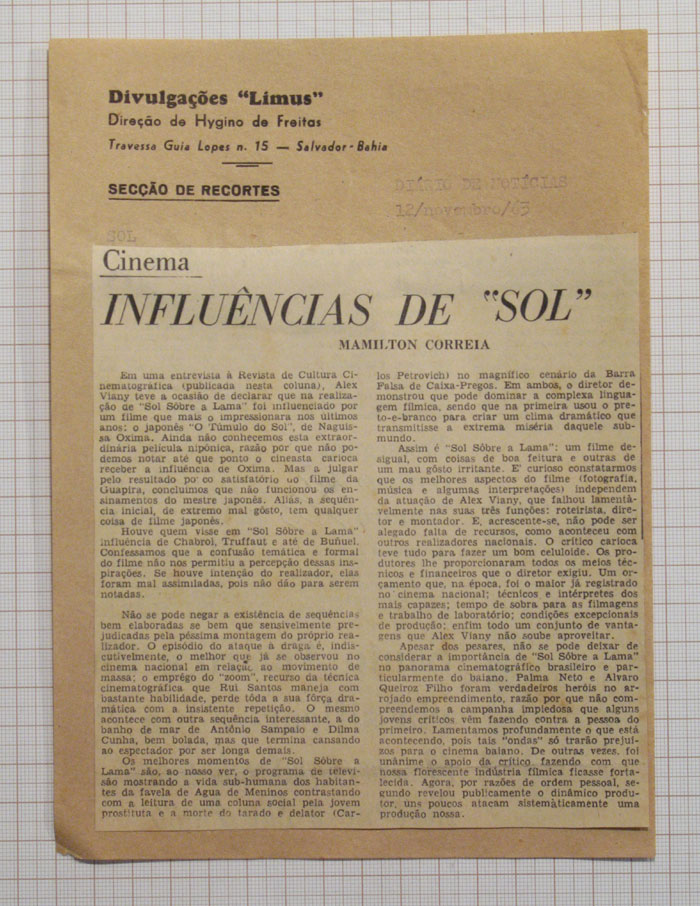 Divulgações "Limus"
Direção de Hygino de Freitas
Travessa Guia Lopes n. 15 — Salvador - Bahia
SECÇÃO DE RECORTES
DIÁRIO DE NOTÍCIAS
12/novembro/63
SOL
Cinema
INFLUÊNCIAS DE "SOL"
MAMILTON CORREIA
Em uma entrevista à Revista de Cultura Ci-
nematográfica (publicada nesta coluna), Alex
Viany teve a ocasião de declarar que na realiza-
ção de "Sol Sôbre a Lama" foi influenciado por
um filme que mais o impressionara nos últimos
anos: o japonês "O Túmulo do Sol", de Naguis-
sa Oxima. Ainda não conhecemos esta extraor-
dinária película nipônica, razão por que não po-
demos notar até que ponto o cineasta carioca
receber a influência de Oxima. Mas a julgar
pelo resultado pouco satisfatório do filme da
Guapira, concluimos que não funcionou os en-
sinamentos do mestre japonês. Aliás, a sequên-
cia inicial, de extremo mal gôsto, tem qualquer
coisa de filme japonês.
Houve quem visse em "Sol Sôbre a Lama"
influência de Chabrol, Truffaut e até de Buñuel.
Confessamos que a confusão temática e formal
do filme não nos permitiu a percepção dessas ins-
pirações. Se houve intenção do realizador, elas
foram mal assimiladas, pois não dão para serem
notadas.
Não se pode negar a existência de sequências
bem elaboradas se bem que sensivelmente pre-
judicadas pela péssima montagem do próprio rea-
lizador. O episódio do ataque à draga é, indis-
cutivelmente, o melhor que já se observou no
cinema nacional em relação ao movimento de
massa; o emprêgo do "zoom", recurso da técnica
cinematográfica que Rui Santos maneja com
bastante habilidade, perde tôda a sua fôrça dra-
mática com a insistente repetição. O mesmo
acontece com outra sequência interessante, a do
banho de mar de Antônio Sampaio e Dilma
Cunha, bem bolada, mas que termina cansando
ao espectador por ser longa demais.
Os melhores momentos de "Sol Sôbre a
Lama" são, ao nosso ver, o programa de televi-
são mostrando a vida sub-humana dos habitan-
tes da favela de Agua de Meninos contrastando
com a leitura de uma coluna social pela jovem
prostituta e a morte do tarado e delator (Car-
los Petrovich) no magnífico cenário da Barra
Falsa de Caixa-Pregos. Em ambos, o diretor de-
monstrou que pode dominar a complexa lingua-
gem fílmica, sendo que na primeira usou o pre-
to-e-branco para criar um clima dramático que
transmitisse a extrema miséria daquele sub-
mundo.
Assim é "Sol Sôbre a Lama": um filme de-
sigual, com coisas de boa feitura e outras de
um mau gôsto irritante. E' curioso constatarmos
que os melhores aspectos do filme (fotografia,
música e algumas interpretações) independem
da atuação de Alex Viany, que falhou lamentà-
velmente nas suas três funções: roteirista, dire-
tor e montador. E, acrescente-se, não pode ser
alegado falta de recursos, como aconteceu com
outros realizadores nacionais. O crítico carioca
teve tudo para fazer um bom celuloide. Os pro-
dutores lhe proporcionaram todos os meios téc-
nicos e financeiros que o diretor exigiu. Um or-
çamento que, na época, foi o maior já registrado
no cinema nacional; técnicos e intérpretes dos
mais capazes; tempo de sobra para as filmagens
e trabalho de laboratório; condições excepcionais
de produção; enfim todo um conjunto de vanta-
gens que Alex Viany não soube aproveitar.
Apesar dos pesares, não se pode deixar de
considerar a importância de "Sol Sôbre a Lama"
no panorama cinematográfico brasileiro e par-
ticularmente do baiano. Palma Neto e Alvaro
Queiroz Filho foram verdadeiros heróis no ar-
rojado empreendimento, razão por que não com-
preendemos a campanha impiedosa que alguns
jovens críticos vêm fazendo contra a pessoa do
primeiro. Lamentamos profundamente o que está
acontecendo, pois tais "ondas" só trarão prejuí-
zos para o cinema baiano. De outras vezes, foi
unânime o apoio da crítico, fazendo com que
nossa florescente indústria fílmica ficasse forta-
lecida. Agora, por razões de ordem pessoal, se-
gundo revelou publicamente o dinâmico produ-
tor, uns poucos atacam sistemàticamente uma
produção nossa.